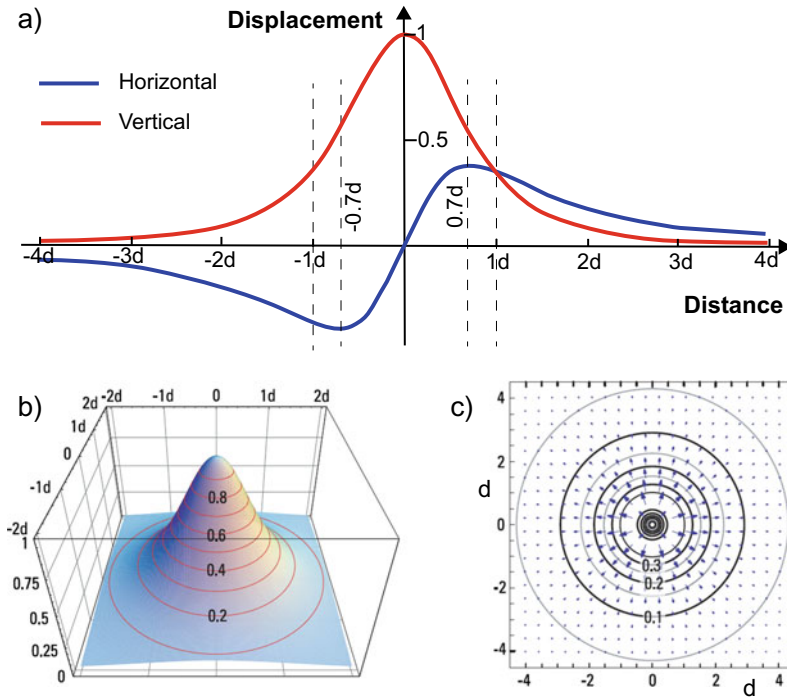 a)
Displacement
1
Horizontal
Vertical
0.5
-0.7d
0.7d
-4d -3d -2d -1d 1d 2d 3d 4d
Distance
b)
-2d -1d 0 1d 2d
2d
1d
0
-1d
-2d
1
0.75
0.5
0.25
0
0.8
0.6
0.4
0.2
c)
4
2
d
0
-2
-4
0.3
0.2
0.1
-4 -2 0 2 4
d